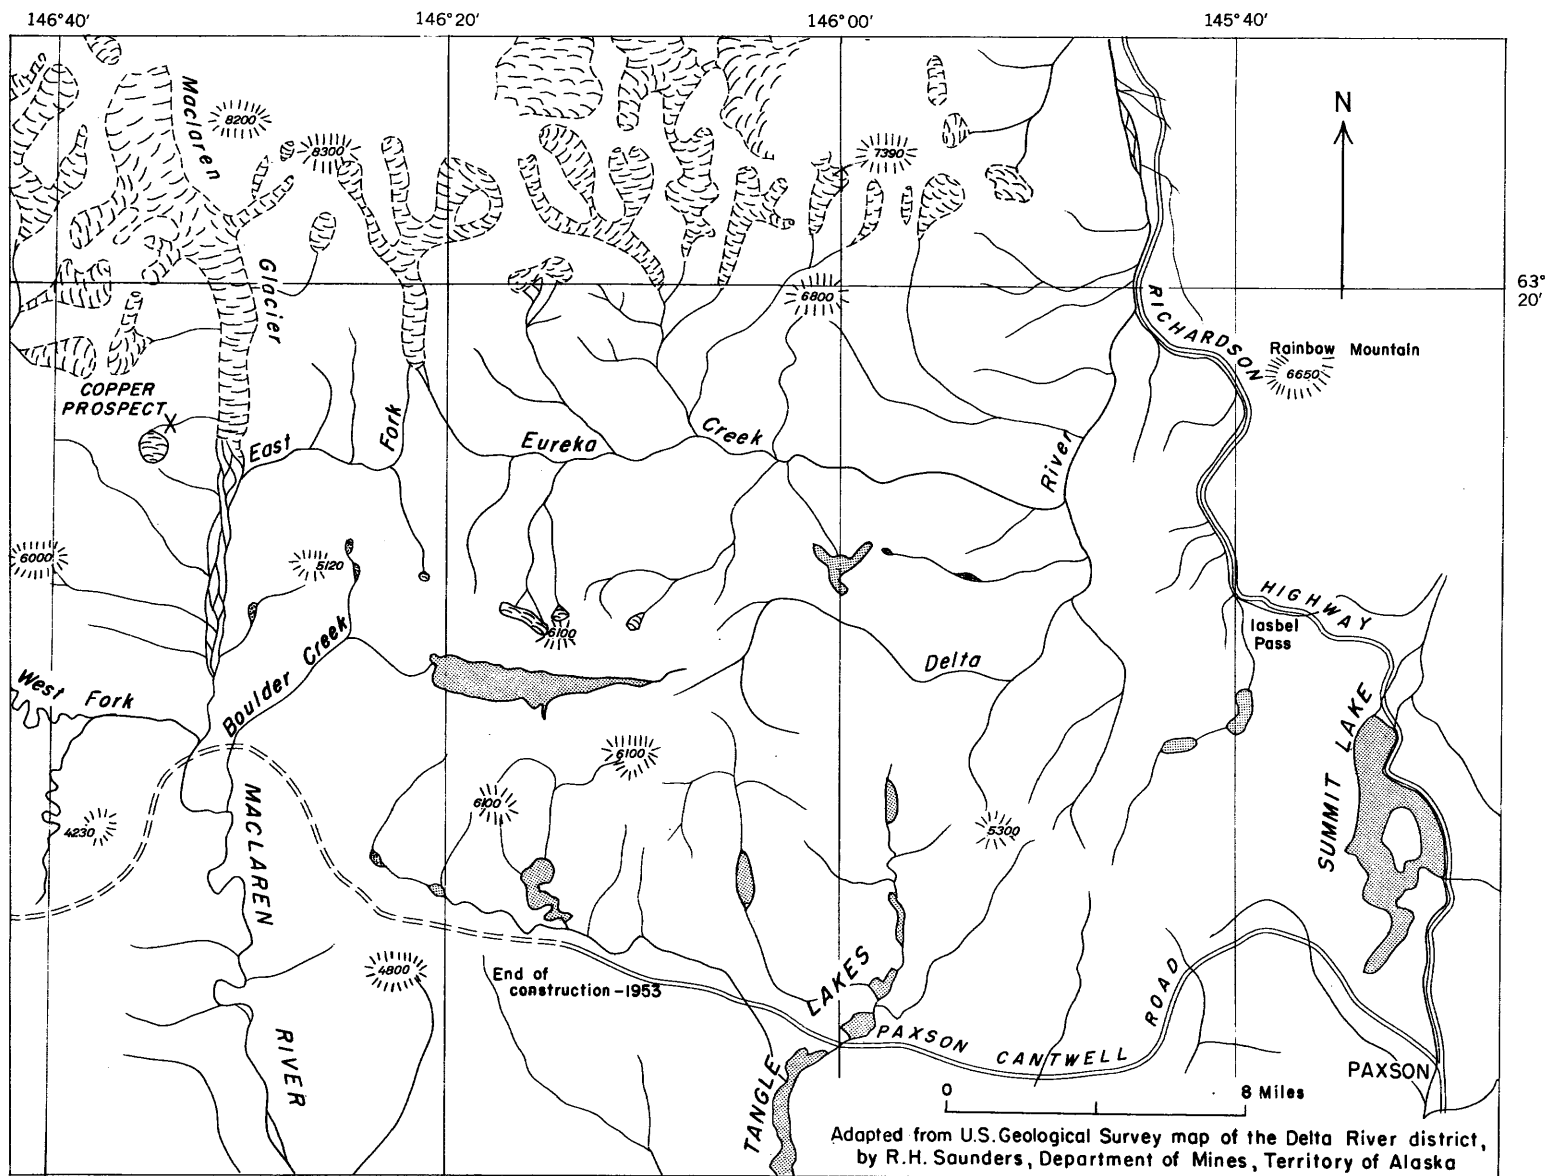 146°40' 146°20' 146°00' 145°40'
N
Maclaren
8200
8300
7390
Glacier
6800
63°
20'
RICHARDSON
Rainbow Mountain
6650
COPPER
PROSPECT
East
Fork
Eureka
Creek
River
6000
5120
6100
HIGHWAY
Iasbel
Pass
Boulder Creek
Delta
West Fork
SUMMIT LAKE
6100
6100
4230
5300
MACLAREN
4800
End of
construction-1953
LAKES
ROAD
PAXSON CANTWELL
RIVER
TANGLE
PAXSON
0 8 Miles
Adapted from U.S. Geological Survey map of the Delta River district,
by R.H. Saunders, Department of Mines, Territory of Alaska